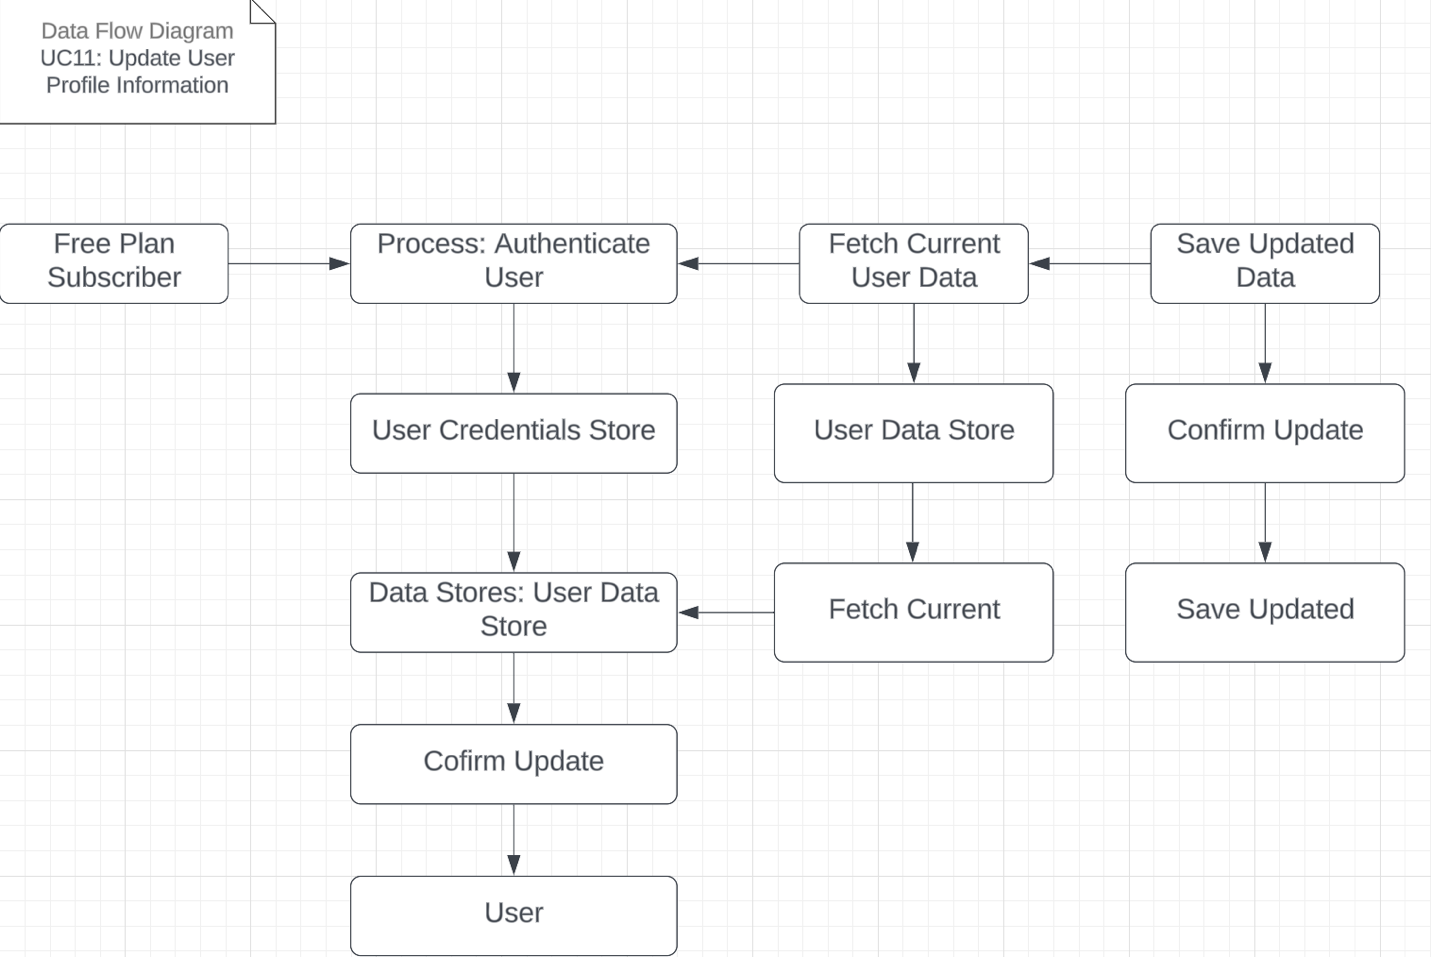 Data Flow Diagram
UC11: Update User
Profile Information
Free Plan
Subscriber
Process: Authenticate
User
Fetch Current
User Data
Save Updated
Data
User Credentials Store
User Data Store
Confirm Update
Data Stores: User Data
Store
Fetch Current
Save Updated
Cofirm Update
User